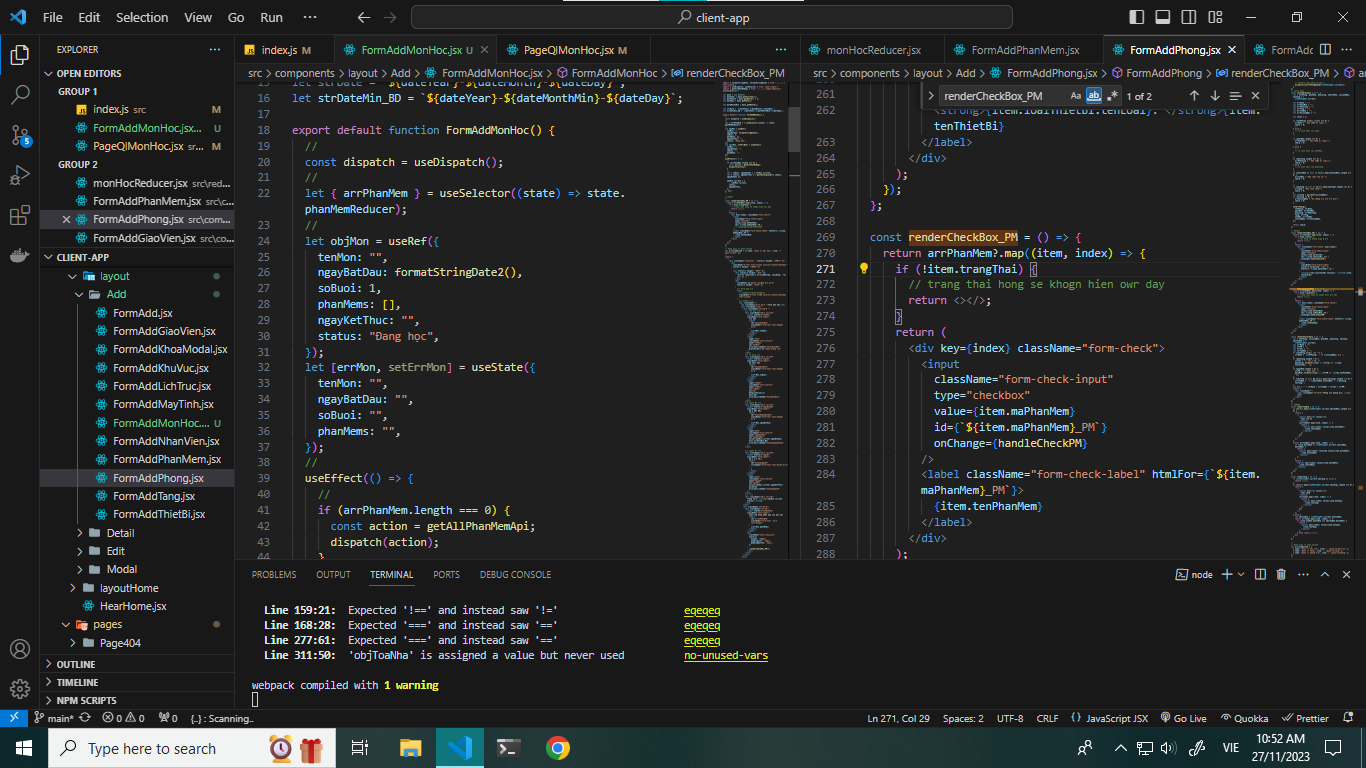 File Edit Selection View Go Run ··· client-app
EXPLORER ···
OPEN EDITORS
GROUP 1
index.js src M
FormAddMonHoc.jsx... U
PageQlMonHoc.jsx sr... M
GROUP 2
monHocReducer.jsx src\red...
FormAddPhanMem.jsx src\c...
FormAddPhong.jsx src\com...
FormAddGiaoVien.jsx src\co...
CLIENT-APP
layout
Add
FormAdd.jsx
FormAddGiaoVien.jsx
FormAddKhoaModal.jsx
FormAddKhuVuc.jsx
FormAddLichTruc.jsx
FormAddMayTinh.jsx
FormAddMonHoc.... U
FormAddNhanVien.jsx
FormAddPhanMem.jsx
FormAddPhong.jsx
FormAddTang.jsx
FormAddThietBi.jsx
Detail
Edit
Modal
layoutHome
HearHome.jsx
pages
Page404
OUTLINE
TIMELINE
NPM SCRIPTS
index.js M FormAddMonHoc.jsx U PageQlMonHoc.jsx M ···
src > components > layout > Add > FormAddMonHoc.jsx > FormAddMonHoc > renderCheckBox_PM
15 let strDate = `${dateYear}-${dateMonth}-${dateDay}`;
16 let strDateMin_BD = `${dateYear}-${dateMonthMin}-${dateDay}`;
17
18 export default function FormAddMonHoc() {
19 //
20 const dispatch = useDispatch();
21 //
22 let { arrPhanMem } = useSelector((state) => state.
phanMemReducer);
23 //
24 let objMon = useRef({
25 tenMon: "",
26 ngayBatDau: formatStringDate2(),
27 soBuoi: 1,
28 phanMems: [],
29 ngayKetThuc: "",
30 status: "Đang học",
31 });
32 let [errMon, setErrMon] = useState({
33 tenMon: "",
34 ngayBatDau: "",
35 soBuoi: "",
36 phanMems: "",
37 });
38 //
39 useEffect(() => {
40 //
41 if (arrPhanMem.length === 0) {
42 const action = getAllPhanMemApi;
43 dispatch(action);
44 }
monHocReducer.jsx FormAddPhanMem.jsx FormAddPhong.jsx FormAdd ···
src > components > layout > Add > FormAddPhong.jsx > FormAddPhong > renderCheckBox_PM > ar
renderCheckBox_PM Aa ab .* 1 of 2
261
262 <strong>{item.loaiThietBi.tenLoai}: </strong>{item.
tenThietBi}
263 </label>
264 </div>
265 );
266 });
267 };
268
269 const renderCheckBox_PM = () => {
270 return arrPhanMem?.map((item, index) => {
271 if (!item.trangThai) {
272 // trang thai hong se khogn hien owr day
273 return <></>;
274 }
275 return (
276 <div key={index} className="form-check">
277 <input
278 className="form-check-input"
279 type="checkbox"
280 value={item.maPhanMem}
281 id={`${item.maPhanMem}_PM`}
282 onChange={handleCheckPM}
283 />
284 <label className="form-check-label" htmlFor={`${item.
maPhanMem}_PM`}>
285 {item.tenPhanMem}
286 </label>
287 </div>
288 );
PROBLEMS OUTPUT TERMINAL PORTS DEBUG CONSOLE node
Line 159:21: Expected '!==' and instead saw '!=' eqeqeq
Line 168:28: Expected '===' and instead saw '==' eqeqeq
Line 277:61: Expected '===' and instead saw '==' eqeqeq
Line 311:50: 'objToaNha' is assigned a value but never used no-unused-vars
webpack compiled with 1 warning
main* 0 0 0 {..} : Scanning.. Ln 271, Col 29 Spaces: 2 UTF-8 CRLF JavaScript JSX Go Live Quokka Prettier
Type here to search VIE 10:52 AM
27/11/2023